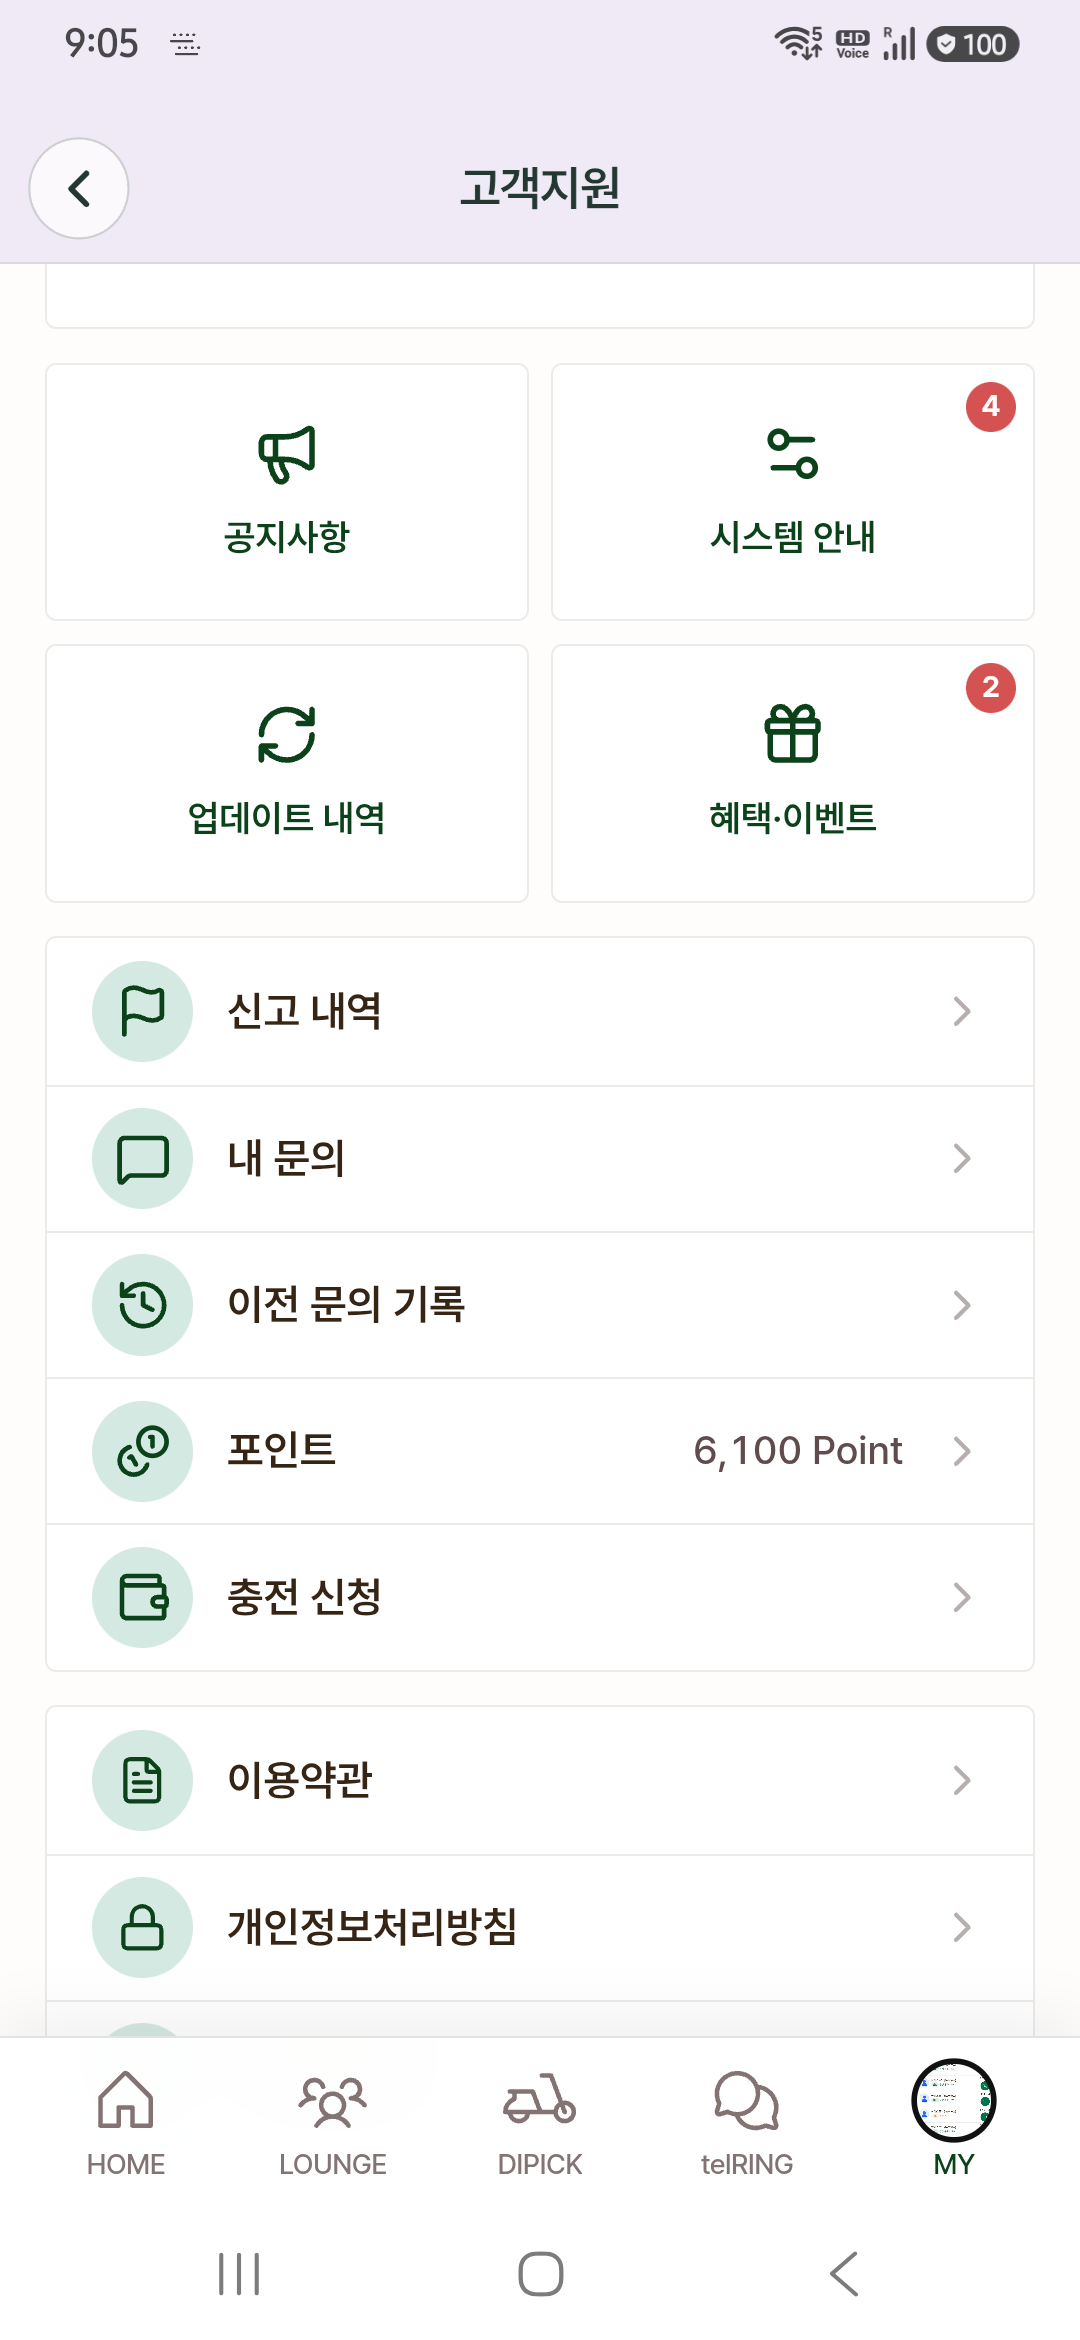 9:05
5
HD
Voice
R
100
고객지원
4
공지사항
시스템 안내
2
업데이트 내역
혜택·이벤트
신고 내역
내 문의
이전 문의 기록
포인트
6,100 Point
충전 신청
이용약관
개인정보처리방침
HOME
LOUNGE
DIPICK
telRING
MY